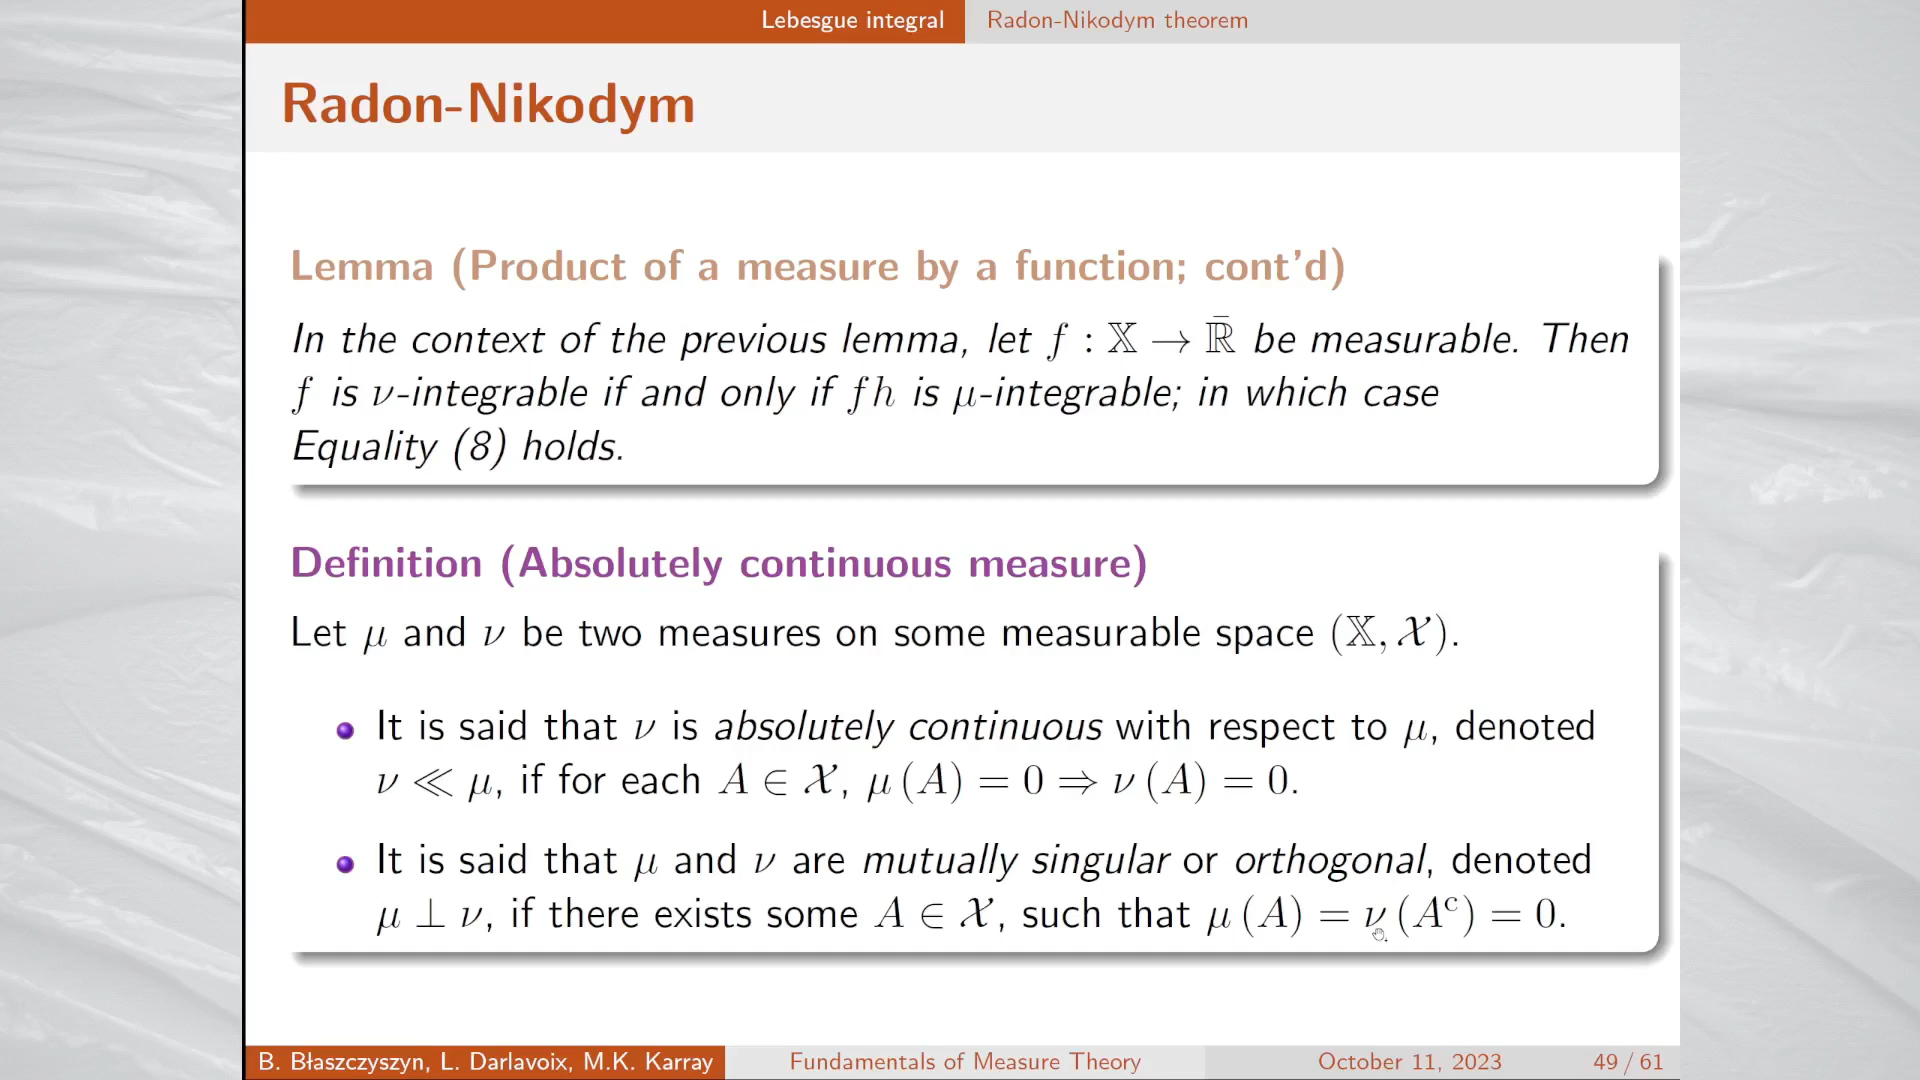 Lebesgue integral Radon-Nikodym theorem
Radon-Nikodym
Lemma (Product of a measure by a function; cont'd)
In the context of the previous lemma, let f : 𝕏 → ℝ̄ be measurable. Then
f is ν-integrable if and only if fh is μ-integrable; in which case
Equality (8) holds.
Definition (Absolutely continuous measure)
Let μ and ν be two measures on some measurable space (𝕏, 𝒳).
• It is said that ν is absolutely continuous with respect to μ, denoted
ν ≪ μ, if for each A ∈ 𝒳, μ (A) = 0 ⇒ ν (A) = 0.
• It is said that μ and ν are mutually singular or orthogonal, denoted
μ ⊥ ν, if there exists some A ∈ 𝒳, such that μ (A) = ν (Aᶜ) = 0.
B. Błaszczyszyn, L. Darlavoix, M.K. Karray Fundamentals of Measure Theory October 11, 2023 49 / 61